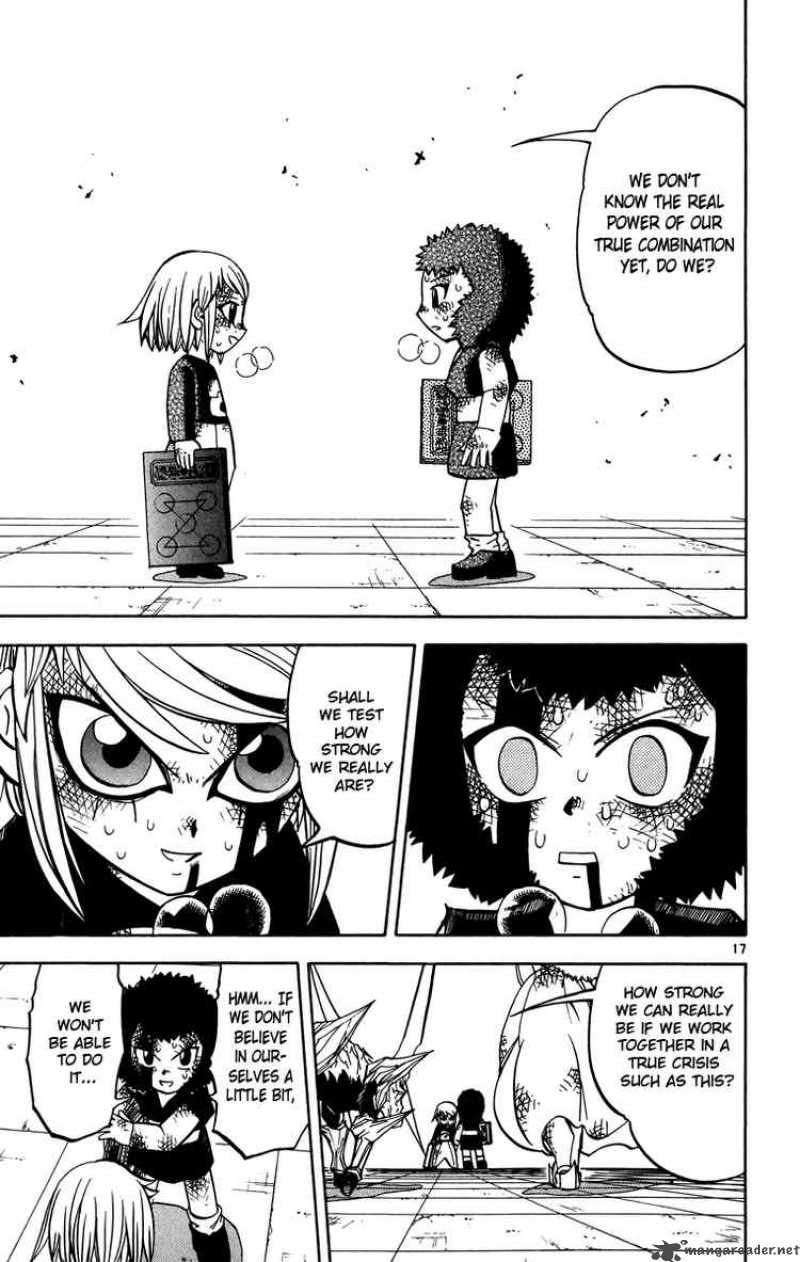 WE DON'T
KNOW THE REAL
POWER OF OUR
TRUE COMBINATION
YET, DO WE?
SHALL
WE TEST
HOW
STRONG
WE REALLY
ARE?
17
HOW STRONG
WE CAN REALLY
BE IF WE WORK
TOGETHER IN A
TRUE CRISIS
SUCH AS THIS?
HMM... IF
WE DON'T
BELIEVE
IN OUR-
SELVES A
LITTLE BIT,
WE
WON'T
BE ABLE
TO DO
IT...
mangareader.net